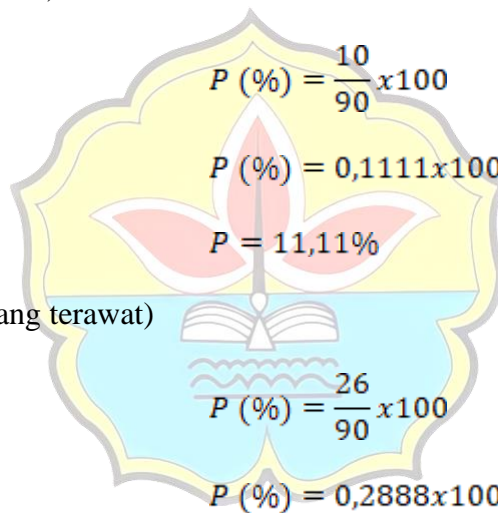 P (%) = 10/90 x100
P (%) = 0,1111x100
P = 11,11%
ang terawat)
P (%) = 26/90 x100
P (%) = 0,2888x100